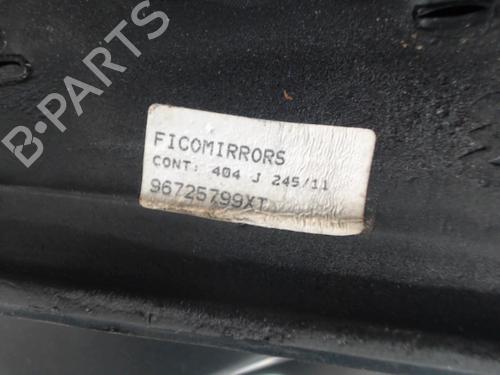 FICOMIRRORS
CONT: 404 J 245/11
96725799XT
B-PARTS